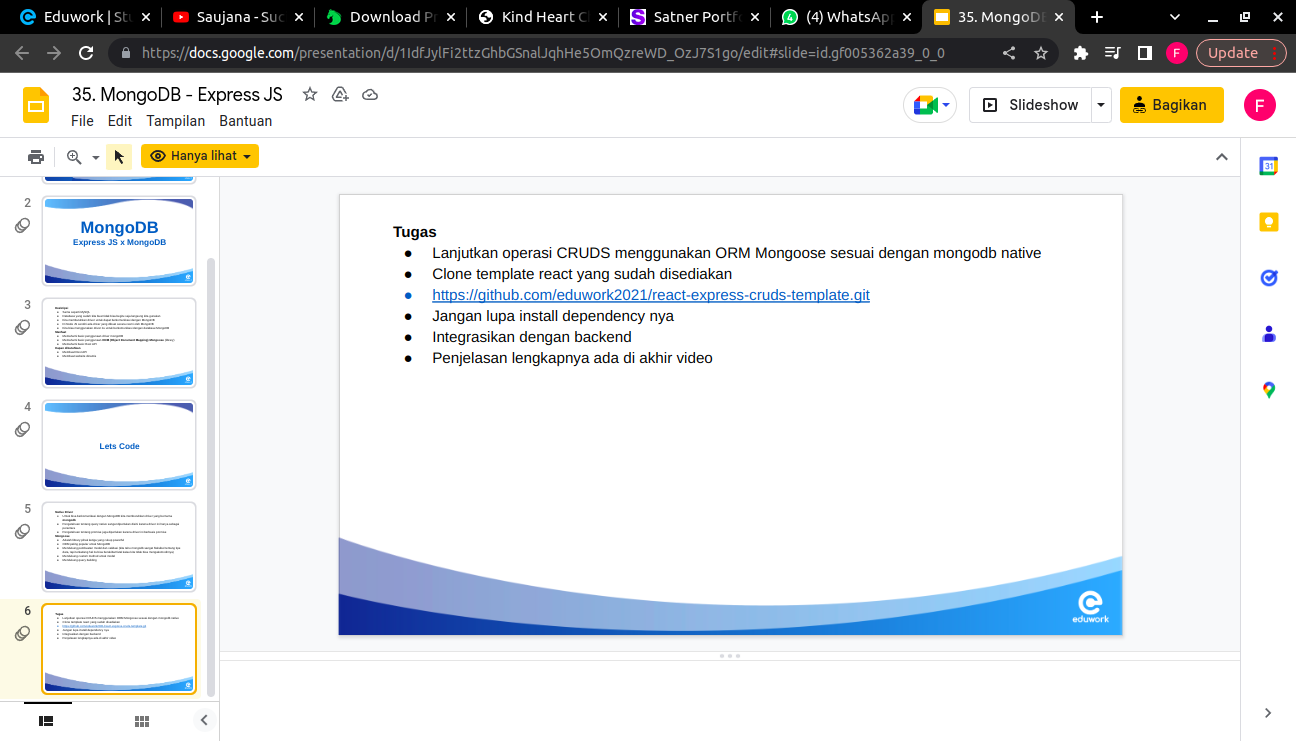 Eduwork | Stu
Saujana - Suc
Download P
Kind Heart C
Satner Portfo
(4) WhatsAp
35. MongoDB
https://docs.google.com/presentation/d/1IdfJylFi2ttzGhbGSnalJqhHe5OmQzreWD_OzJ7S1go/edit#slide=id.gf005362a39_0_0
F
Update
35. MongoDB - Express JS
Slideshow
Bagikan
F
File Edit Tampilan Bantuan
Hanya lihat
31
2
MongoDB
Express JS x MongoDB
3
4
Lets Code
5
6
Tugas
● Lanjutkan operasi CRUDS menggunakan ORM Mongoose sesuai dengan mongodb native
● Clone template react yang sudah disediakan
● https://github.com/eduwork2021/react-express-cruds-template.git
● Jangan lupa install dependency nya
● Integrasikan dengan backend
● Penjelasan lengkapnya ada di akhir video
eduwork